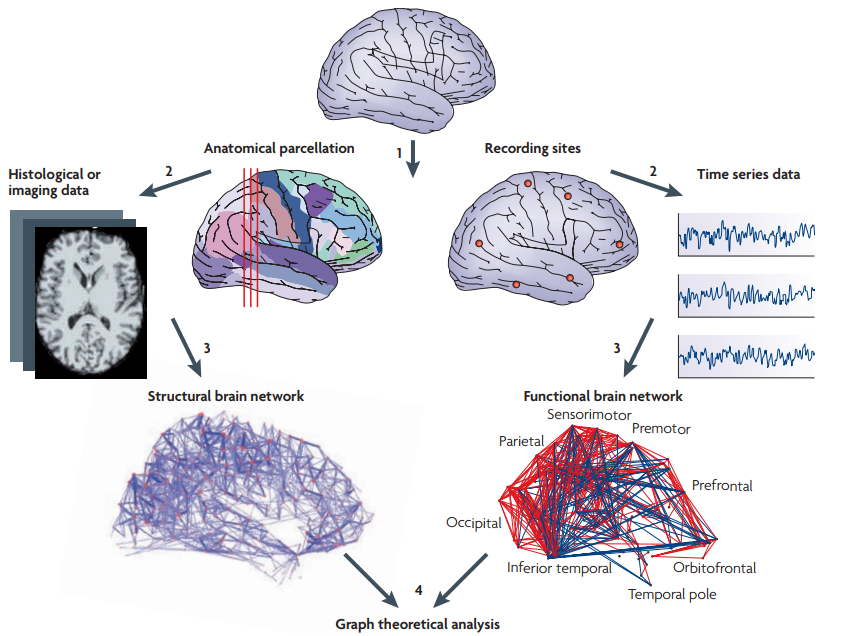 1
Anatomical parcellation
Recording sites
2
2
Histological or
imaging data
Time series data
3
3
Structural brain network
Functional brain network
Sensorimotor
Premotor
Parietal
Prefrontal
Occipital
Inferior temporal
Orbitofrontal
Temporal pole
4
Graph theoretical analysis